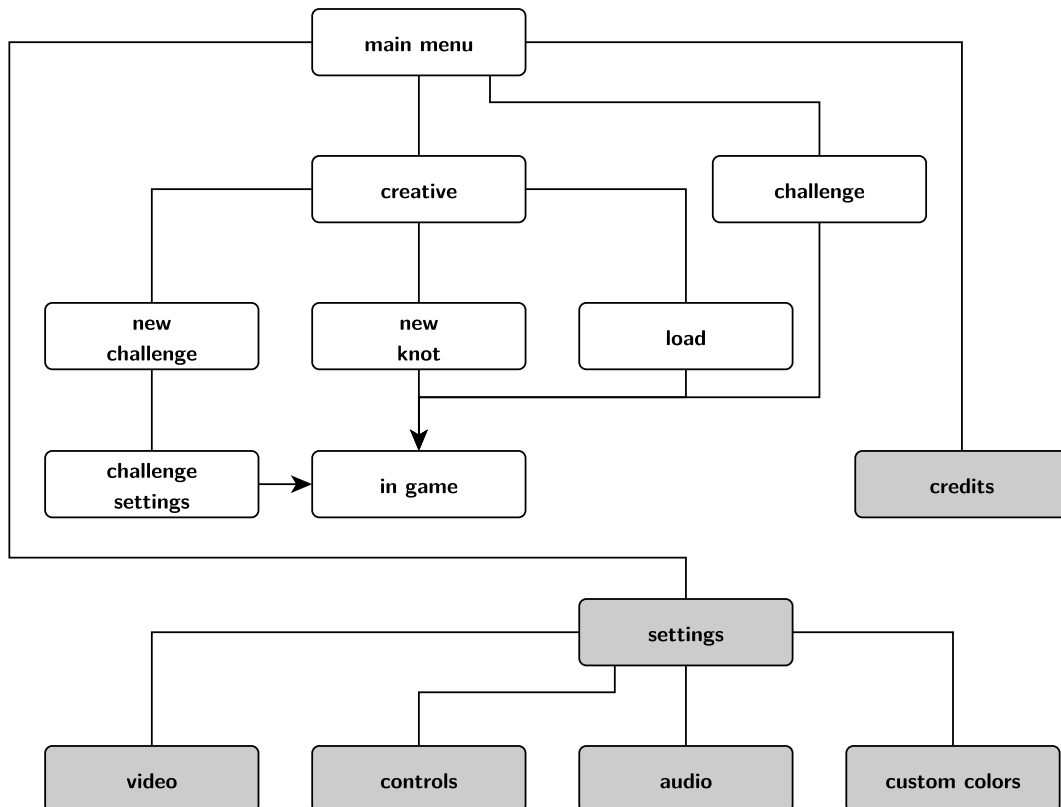 main menu
creative
challenge
new
challenge
new
knot
load
challenge
settings
in game
credits
settings
video
controls
audio
custom colors